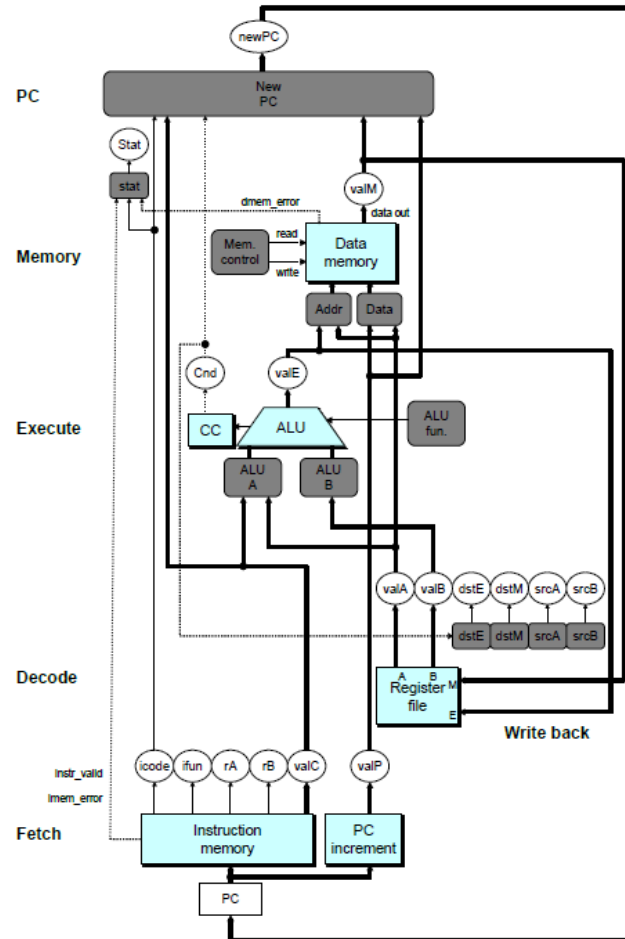 newPC
New
PC
PC
Stat
stat
valM
dmem_error
data out
read
Mem.
control
Data
memory
Memory
write
Addr
Data
Cnd
valE
CC
ALU
ALU
fun.
Execute
ALU
A
ALU
B
valA
valB
dstE
dstM
srcA
srcB
dstE
dstM
srcA
srcB
Decode
A
B
M
Register
file
E
Write back
Instr_valid
icode
ifun
rA
rB
valC
valP
Imem_error
Fetch
Instruction
memory
PC
increment
PC